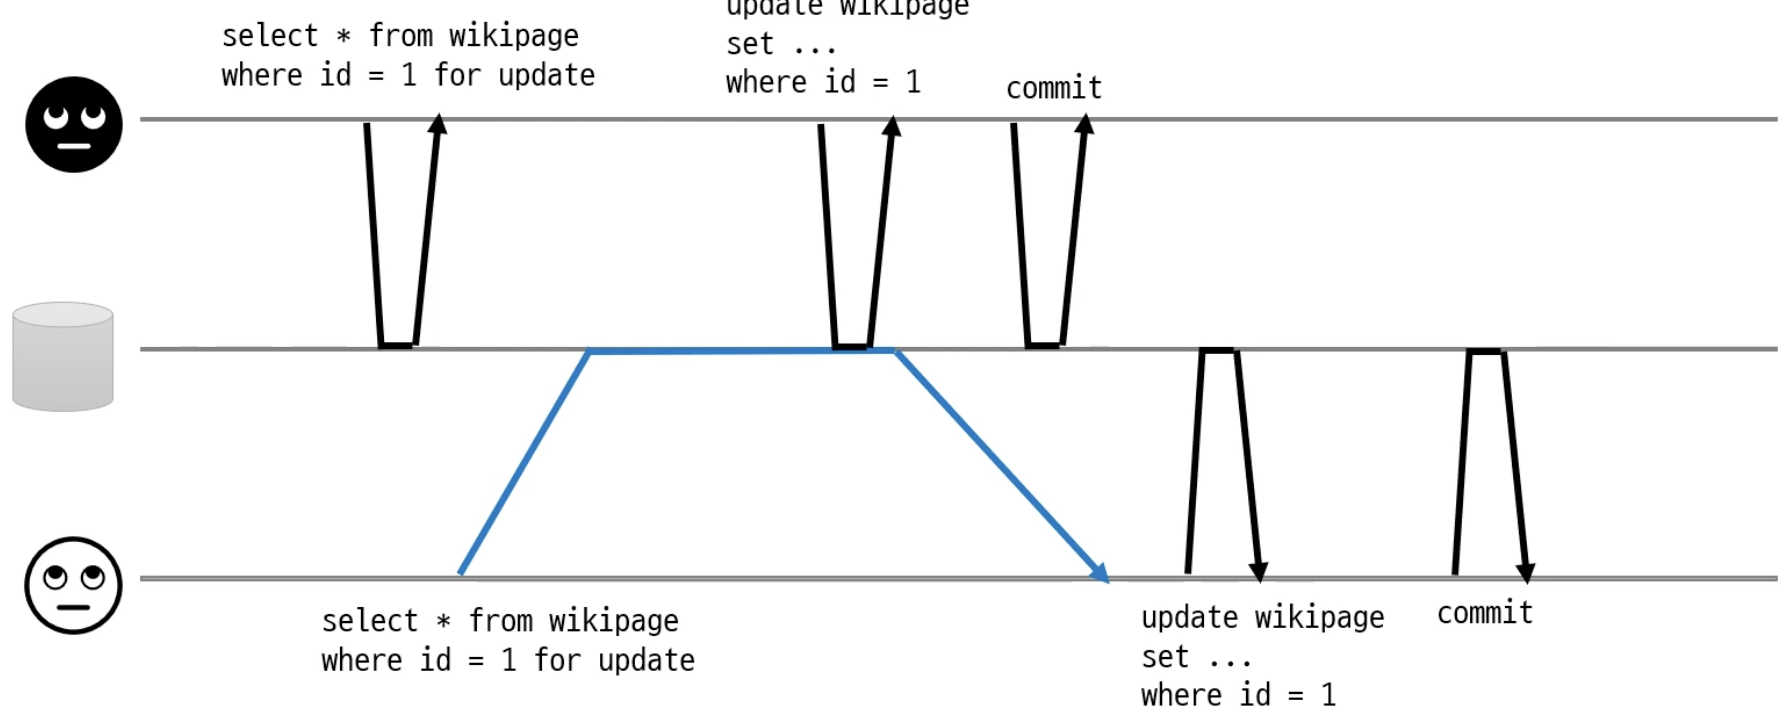 select * from wikipage
where id = 1 for update
update wikipage
set ...
where id = 1
commit
select * from wikipage
where id = 1 for update
update wikipage
set ...
where id = 1
commit